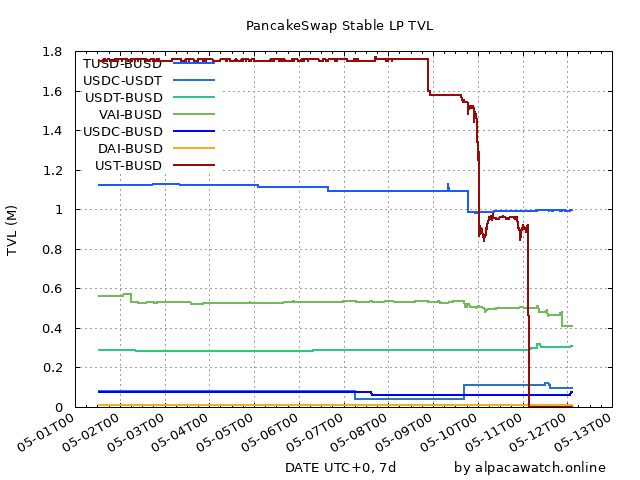 PancakeSwap Stable LP TVL
TVL (M)
1.8
1.6
1.4
1.2
1
0.8
0.6
0.4
0.2
0
TUSD-BUSD
USDC-USDT
USDT-BUSD
VAI-BUSD
USDC-BUSD
DAI-BUSD
UST-BUSD
05-01T00
05-02T00
05-03T00
05-04T00
05-05T00
05-06T00
05-07T00
05-08T00
05-09T00
05-10T00
05-11T00
05-12T00
05-13T00
DATE UTC+0, 7d
by alpacawatch.online